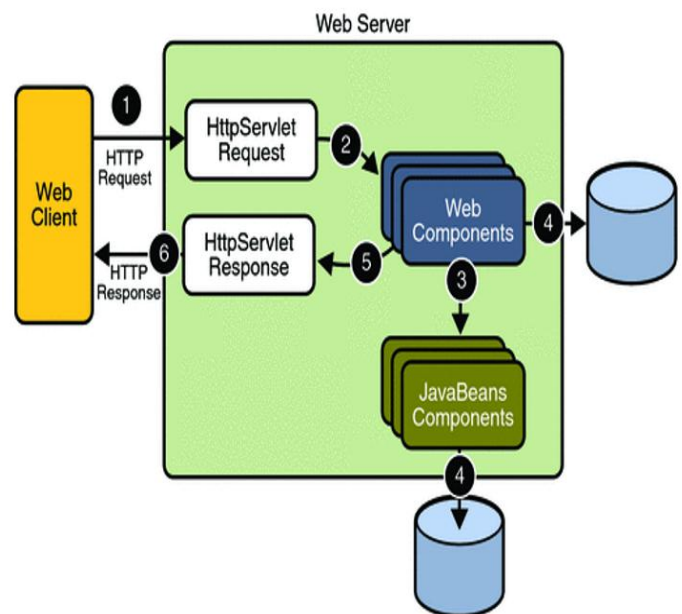 Web Server
1
HttpServlet
Request
2
HTTP
Request
Web
Client
Web
Components
4
HttpServlet
Response
6
5
HTTP
Response
3
JavaBeans
Components
4